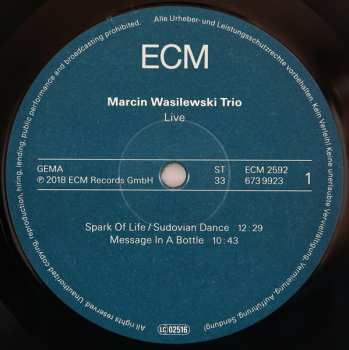 Alle Urheber- und Leistungsschutzrechte vorbehalten. Kein Verleih! Keine unerlaubte Vervielfältigung, Vermietung, Aufführung, Sendung!
ECM
Marcin Wasilewski Trio
Live
GEMA ST ECM 2592
℗ 2018 ECM Records GmbH 33 673 9923 1
Spark Of Life / Sudovian Dance 12:29
Message In A Bottle 10:43
LC 02516
All rights reserved. Unauthorized copying, reproduction, hiring, lending, public performance and broadcasting prohibited.